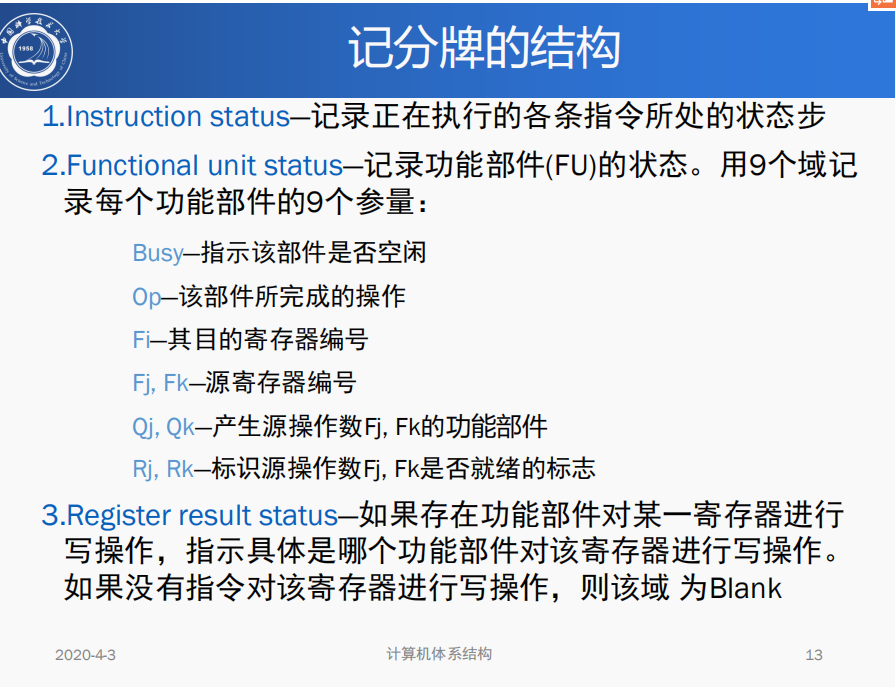 记分牌的结构
1958
1.Instruction status—记录正在执行的各条指令所处的状态步
2.Functional unit status—记录功能部件(FU)的状态。用9个域记
录每个功能部件的9个参量：
Busy—指示该部件是否空闲
Op—该部件所完成的操作
Fi—其目的寄存器编号
Fj, Fk—源寄存器编号
Qj, Qk—产生源操作数Fj, Fk的功能部件
Rj, Rk—标识源操作数Fj, Fk是否就绪的标志
3.Register result status—如果存在功能部件对某一寄存器进行
写操作，指示具体是哪个功能部件对该寄存器进行写操作。
如果没有指令对该寄存器进行写操作，则该域 为Blank
2020-4-3
计算机体系结构
13